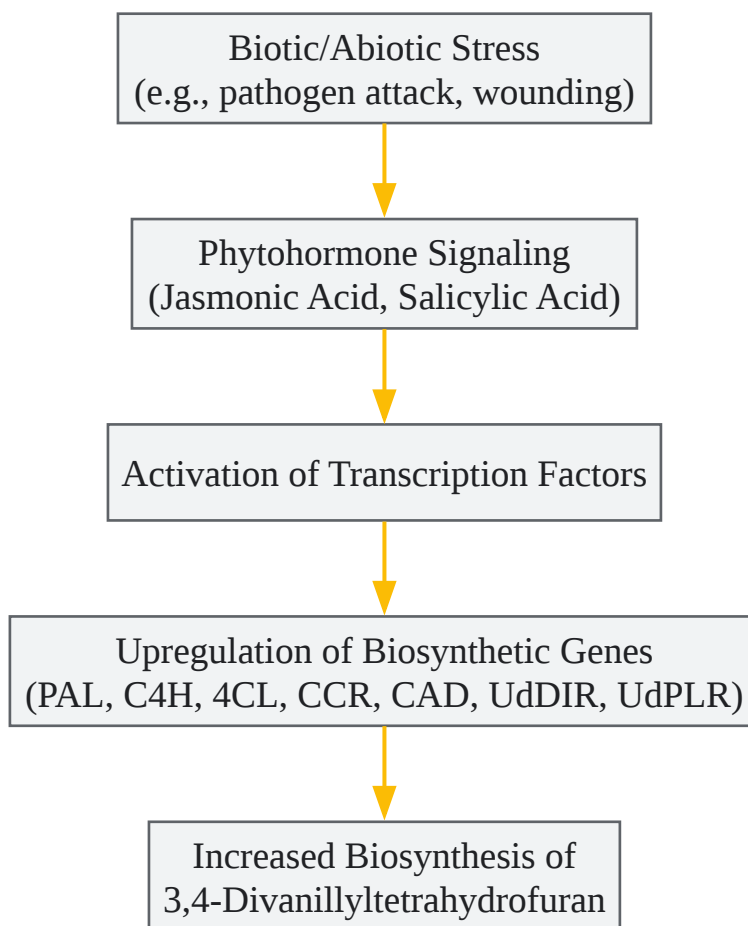 Biotic/Abiotic Stress
(e.g., pathogen attack, wounding)
Phytohormone Signaling
(Jasmonic Acid, Salicylic Acid)
Activation of Transcription Factors
Upregulation of Biosynthetic Genes
(PAL, C4H, 4CL, CCR, CAD, UdDIR, UdPLR)
Increased Biosynthesis of
3,4-Divanillyltetrahydrofuran